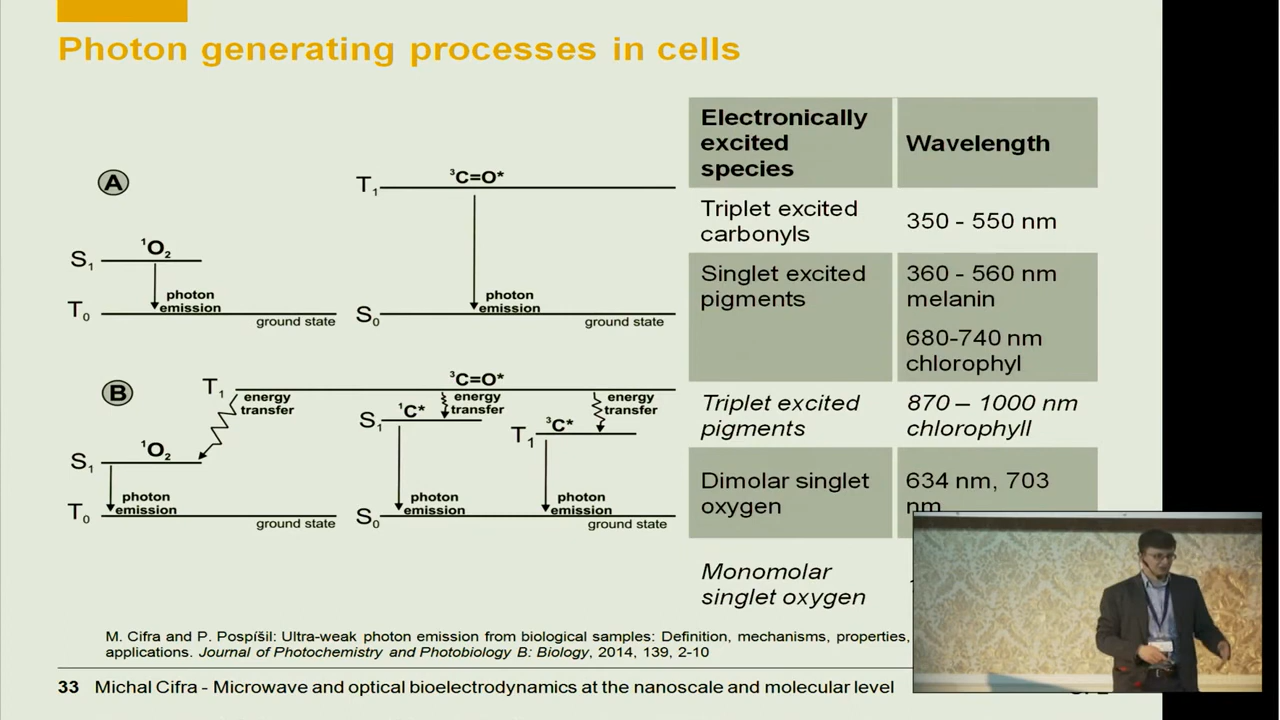 Photon generating processes in cells
A
T1
³C=O*
S1
¹O2
photon
emission
photon
emission
T0
ground state
S0
ground state
B
T1
³C=O*
energy
transfer
energy
transfer
energy
transfer
¹C*
S1
³C*
T1
¹O2
S1
photon
emission
photon
emission
photon
emission
T0
ground state
S0
ground state
Electronically
excited
species
Wavelength
Triplet excited
carbonyls
350 - 550 nm
Singlet excited
pigments
360 - 560 nm
melanin
680-740 nm
chlorophyl
Triplet excited
pigments
870 – 1000 nm
chlorophyll
Dimolar singlet
oxygen
634 nm, 703
nm
Monomolar
singlet oxygen
M. Cifra and P. Pospíšil: Ultra-weak photon emission from biological samples: Definition, mechanisms, properties,
applications. Journal of Photochemistry and Photobiology B: Biology, 2014, 139, 2-10
33 Michal Cifra - Microwave and optical bioelectrodynamics at the nanoscale and molecular level